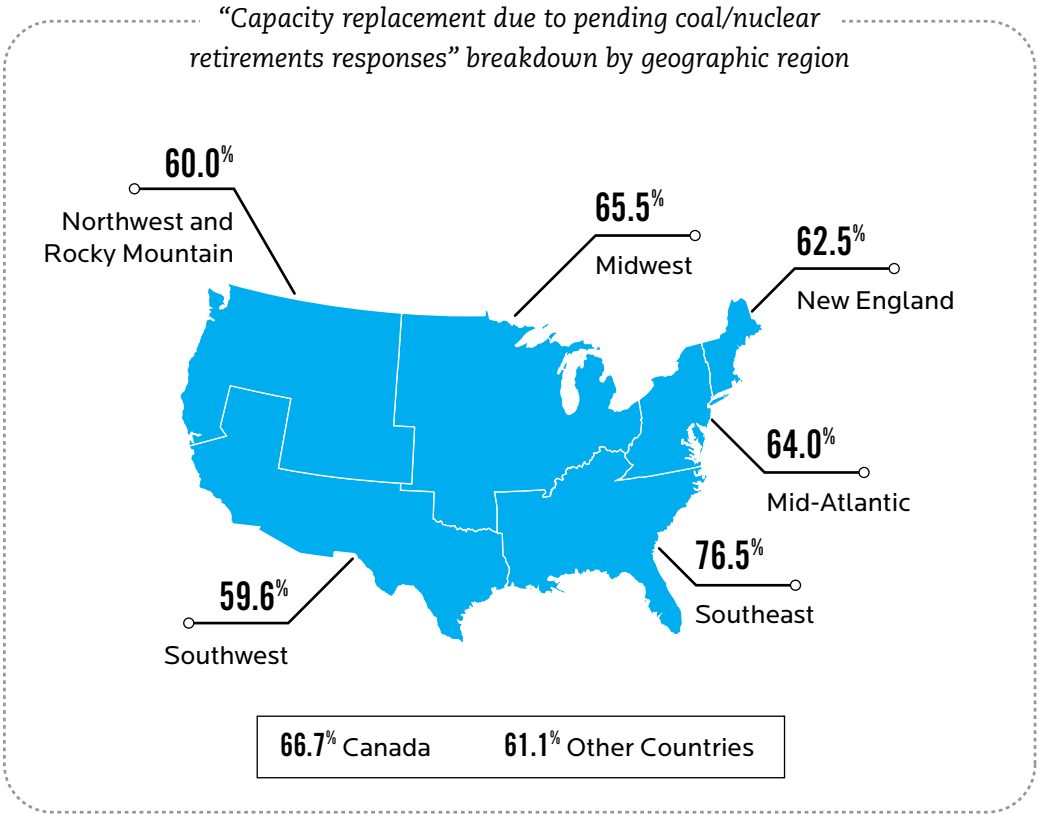 “Capacity replacement due to pending coal/nuclear
retirements responses” breakdown by geographic region
60.0%
Northwest and
Rocky Mountain
65.5%
Midwest
62.5%
New England
64.0%
Mid-Atlantic
76.5%
Southeast
59.6%
Southwest
66.7% Canada 61.1% Other Countries